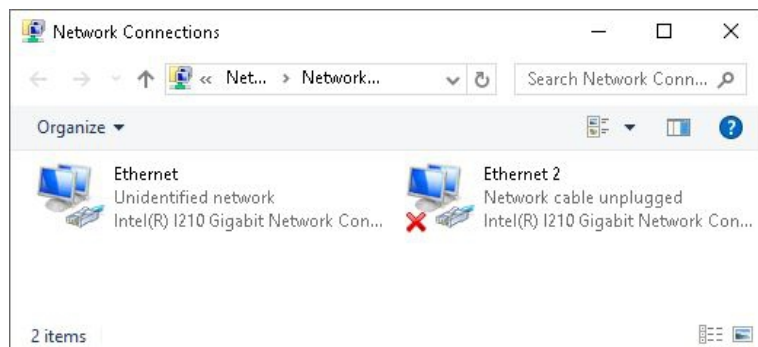 Network Connections
« Net... › Network...
Search Network Conn...
Organize
?
Ethernet
Unidentified network
Intel(R) I210 Gigabit Network Con...
Ethernet 2
Network cable unplugged
Intel(R) I210 Gigabit Network Con...
2 items